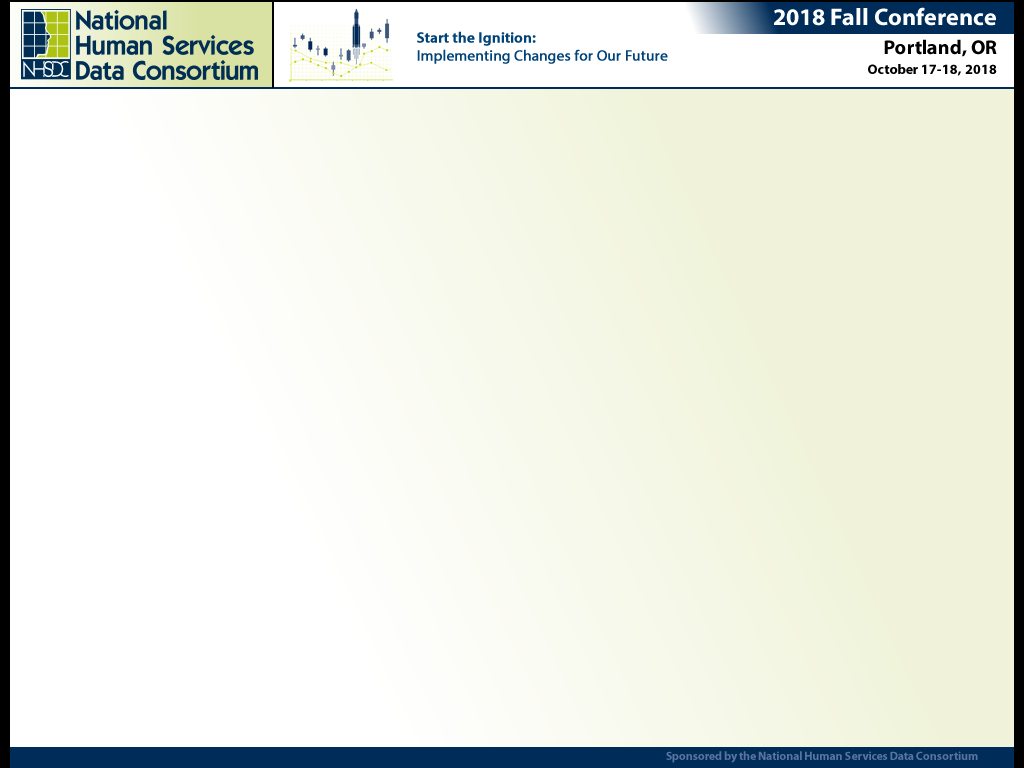 National
Human Services
Data Consortium
NHSDC
Start the Ignition:
Implementing Changes for Our Future
2018 Fall Conference
Portland, OR
October 17-18, 2018
Sponsored by the National Human Services Data Consortium